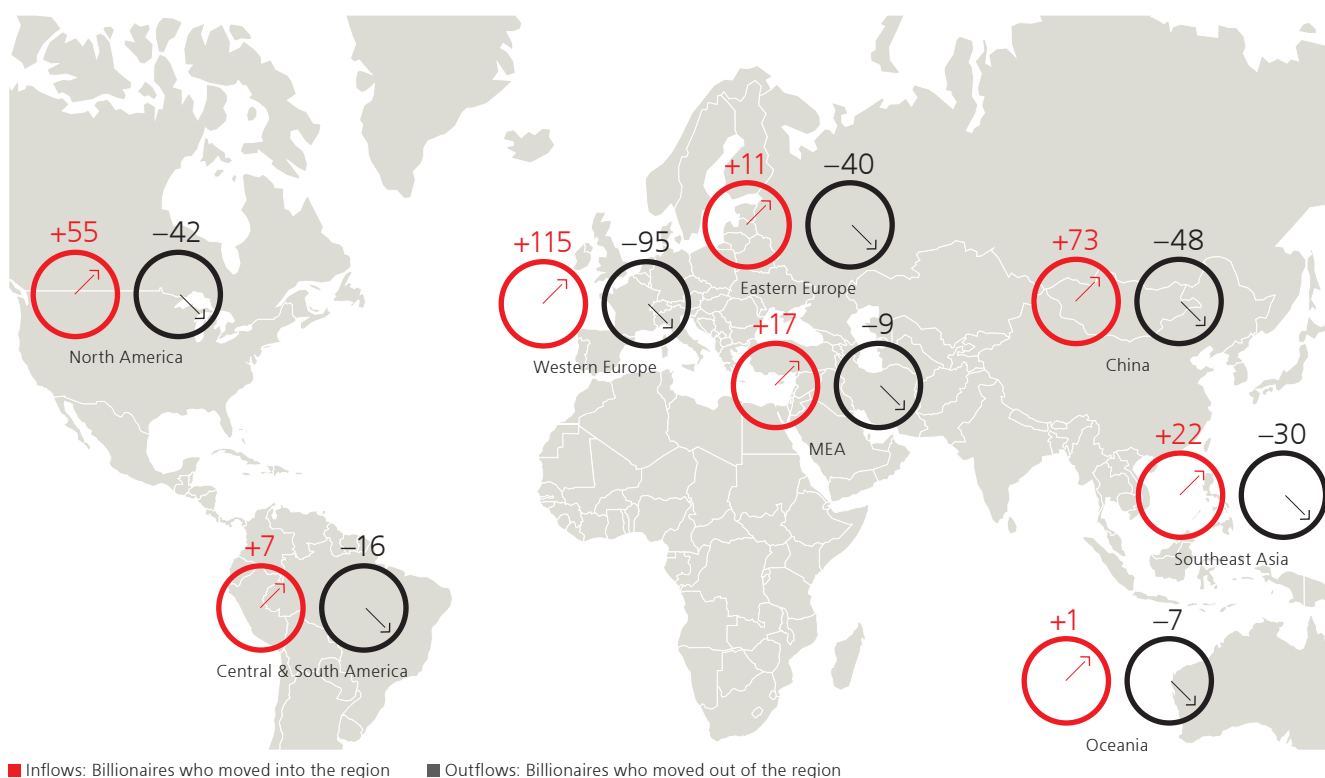 +11 –40
Eastern Europe
+55 –42
North America
+115 –95
Western Europe
+73 –48
China
+17 –9
MEA
+22 –30
Southeast Asia
+7 –16
Central & South America
+1 –7
Oceania
Inflows: Billionaires who moved into the region Outflows: Billionaires who moved out of the region